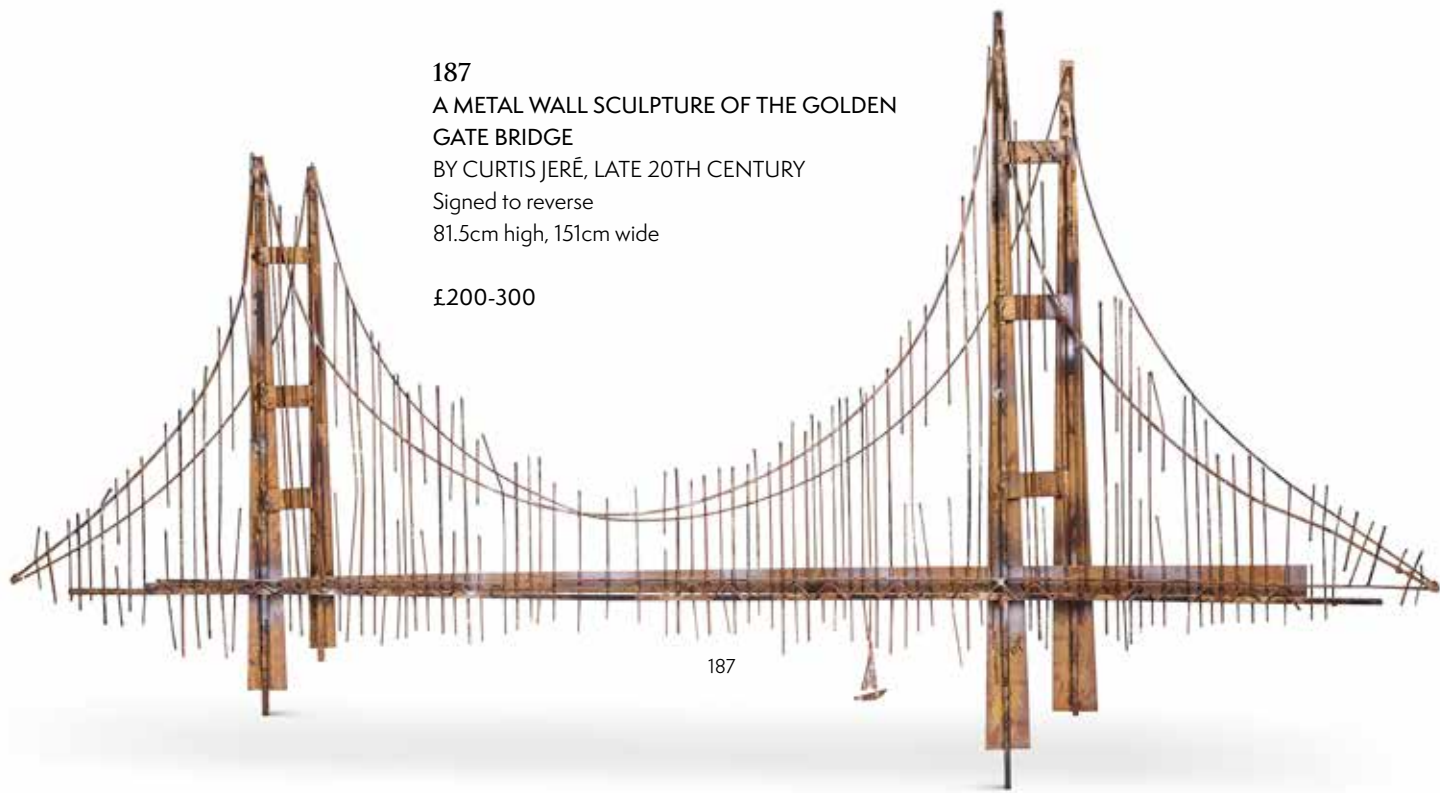 187
A METAL WALL SCULPTURE OF THE GOLDEN
GATE BRIDGE
BY CURTIS JERÉ, LATE 20TH CENTURY
Signed to reverse
81.5cm high, 151cm wide
£200-300
187